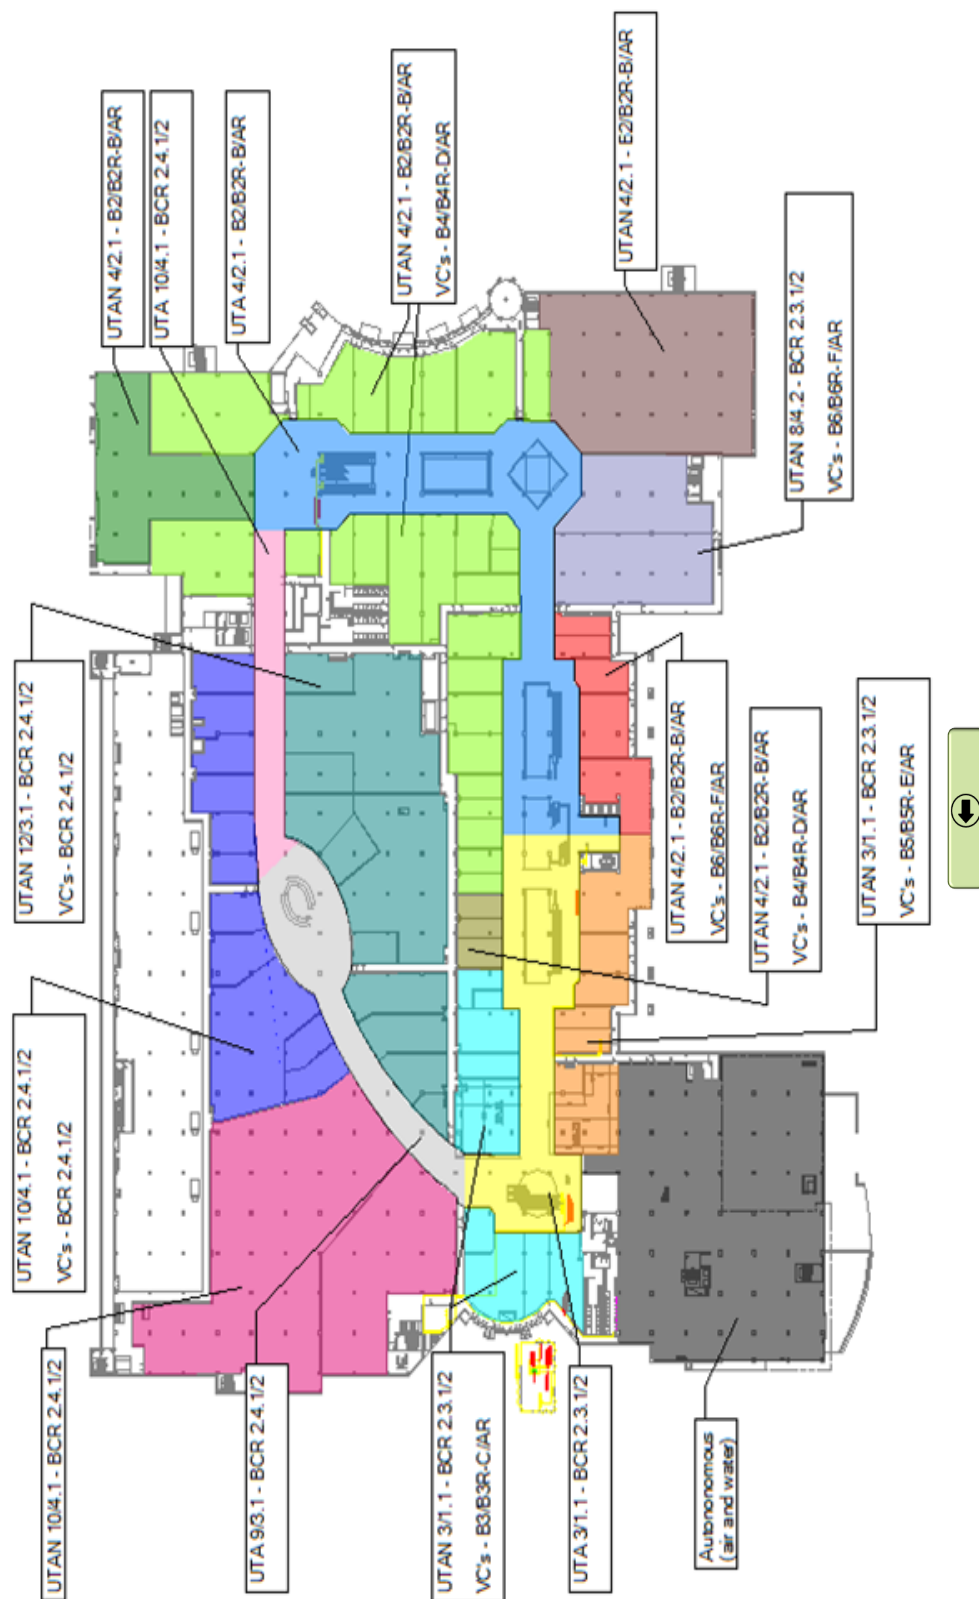 UTAN 4/2.1 - B2/B2R-B/AR
UTA 10/4.1 - BCR 2.4.1/2
UTA 4/2.1 - B2/B2R-B/AR
UTAN 4/2.1 - B2/B2R-B/AR
VC's - B4/B4R-D/AR
UTAN 4/2.1 - B2/B2R-B/AR
UTAN 8/4.2 - BCR 2.3.1/2
VC's - B6/B6R- F/AR
UTAN 12/3.1 - BCR 2.4.1/2
VC's - BCR 2.4.1/2
UTAN 4/2.1 - B2/B2R-B/AR
VC's - B6/B6R-F/AR
UTAN 4/2.1 - B2/B2R-B/AR
VC's - B4/B4R-D/AR
UTAN 3/1.1 - BCR 2.3.1/2
VC's - B5/B5R- E/AR
UTAN 10/4.1 - BCR 2.4.1/2
VC's - BCR 2.4.1/2
UTAN 10/4.1 - BCR 2.4.1/2
UTA 9/3.1 - BCR 2.4.1/2
UTAN 3/1.1 - BCR 2.3.1/2
VC's - B3/B3R-C/AR
UTA 3/1.1 - BCR 2.3.1/2
Autononomous
(air and water)